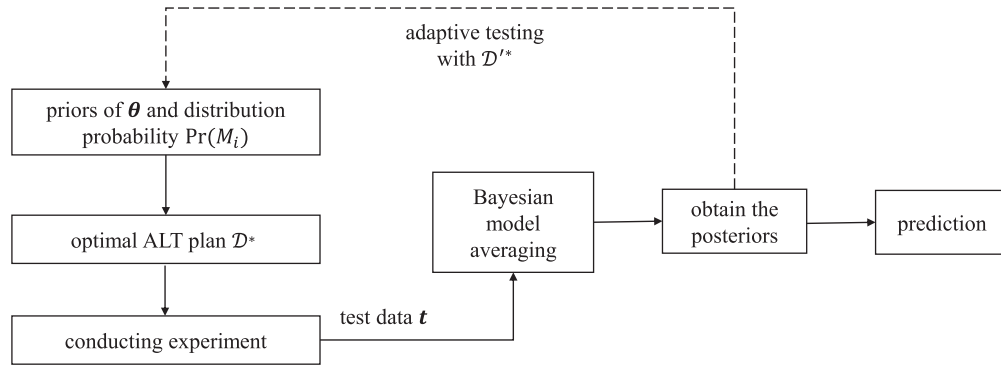 adaptive testing
with 𝒟′*
priors of 𝜽 and distribution
probability Pr(𝑀ᵢ)
optimal ALT plan 𝒟*
conducting experiment
test data 𝒕
Bayesian
model
averaging
obtain the
posteriors
prediction